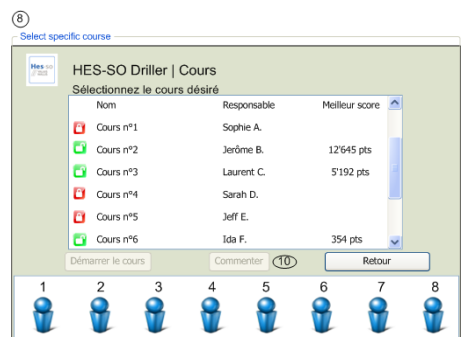 8
Select specific course
Hes·so
HES-SO Driller | Cours
Sélectionnez le cours désiré
Nom Responsable Meilleur score
Cours n°1 Sophie A.
Cours n°2 Jerôme B. 12'645 pts
Cours n°3 Laurent C. 5'192 pts
Cours n°4 Sarah D.
Cours n°5 Jeff E.
Cours n°6 Ida F. 354 pts
Démarrer le cours Commenter 10 Retour
1 2 3 4 5 6 7 8